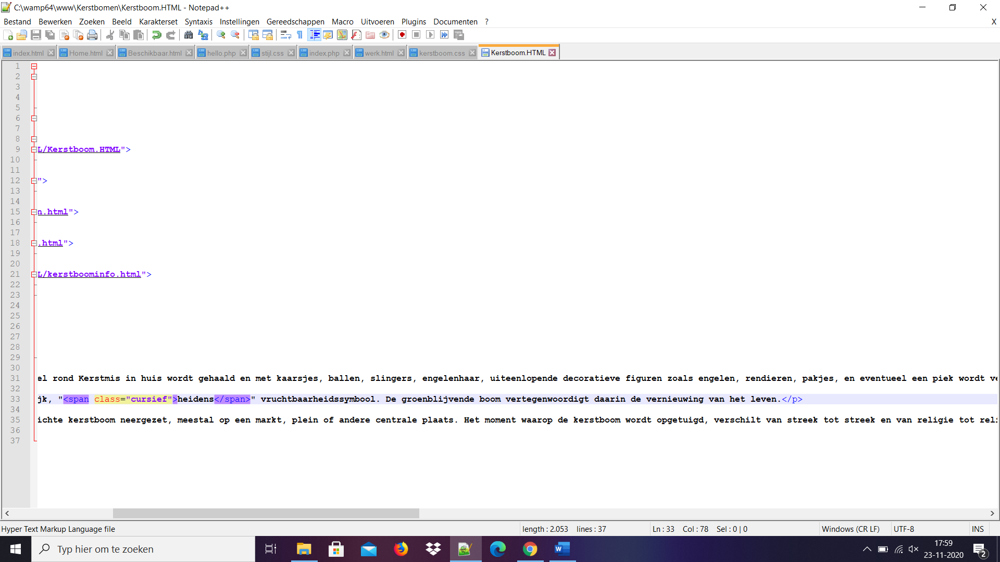 C:\wamp64\www\Kerstbomen\Kerstboom.HTML - Notepad++
Bestand Bewerken Zoeken Beeld Karakterset Syntaxis Instellingen Gereedschappen Macro Uitvoeren Plugins Documenten ? X
index.html Home.html Beschikbaar.html hello.php stijl.css index.php werk.html kerstboom.css Kerstboom.HTML
1
2
3
4
5
6
7
8
9 L/Kerstboom.HTML">
10
11
12 ">
13
14
15 n.html">
16
17
18 .html">
19
20
21 L/kerstboominfo.html">
22
23
24
25
26
27
28
29
30
31 el rond Kerstmis in huis wordt gehaald en met kaarsjes, ballen, slingers, engelenhaar, uiteenlopende decoratieve figuren zoals engelen, rendieren, pakjes, en eventueel een piek wordt ve
32
33 jk, "<span class="cursief">heidens</span>" vruchtbaarheidssymbool. De groenblijvende boom vertegenwoordigt daarin de vernieuwing van het leven.</p>
34
35 ichte kerstboom neergezet, meestal op een markt, plein of andere centrale plaats. Het moment waarop de kerstboom wordt opgetuigd, verschilt van streek tot streek en van religie tot reli
36
37
Hyper Text Markup Language file length : 2.053 lines : 37 Ln : 33 Col : 78 Sel : 0 | 0 Windows (CR LF) UTF-8 INS
Typ hier om te zoeken
17:59
23-11-2020
2